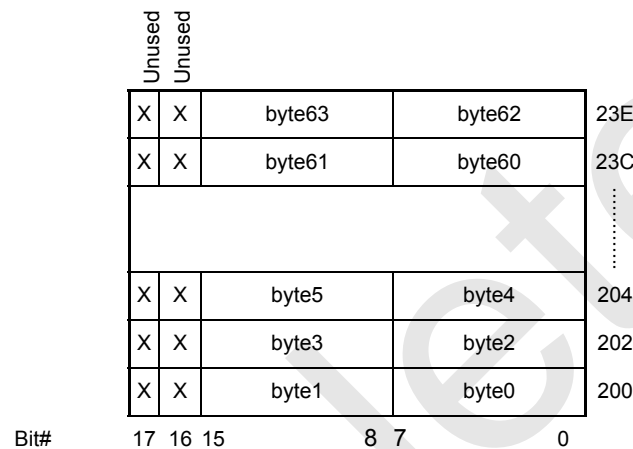 Unused Unused
X X byte63 byte62 23E
X X byte61 byte60 23C
X X byte5 byte4 204
X X byte3 byte2 202
X X byte1 byte0 200
Bit# 17 16 15 8 7 0